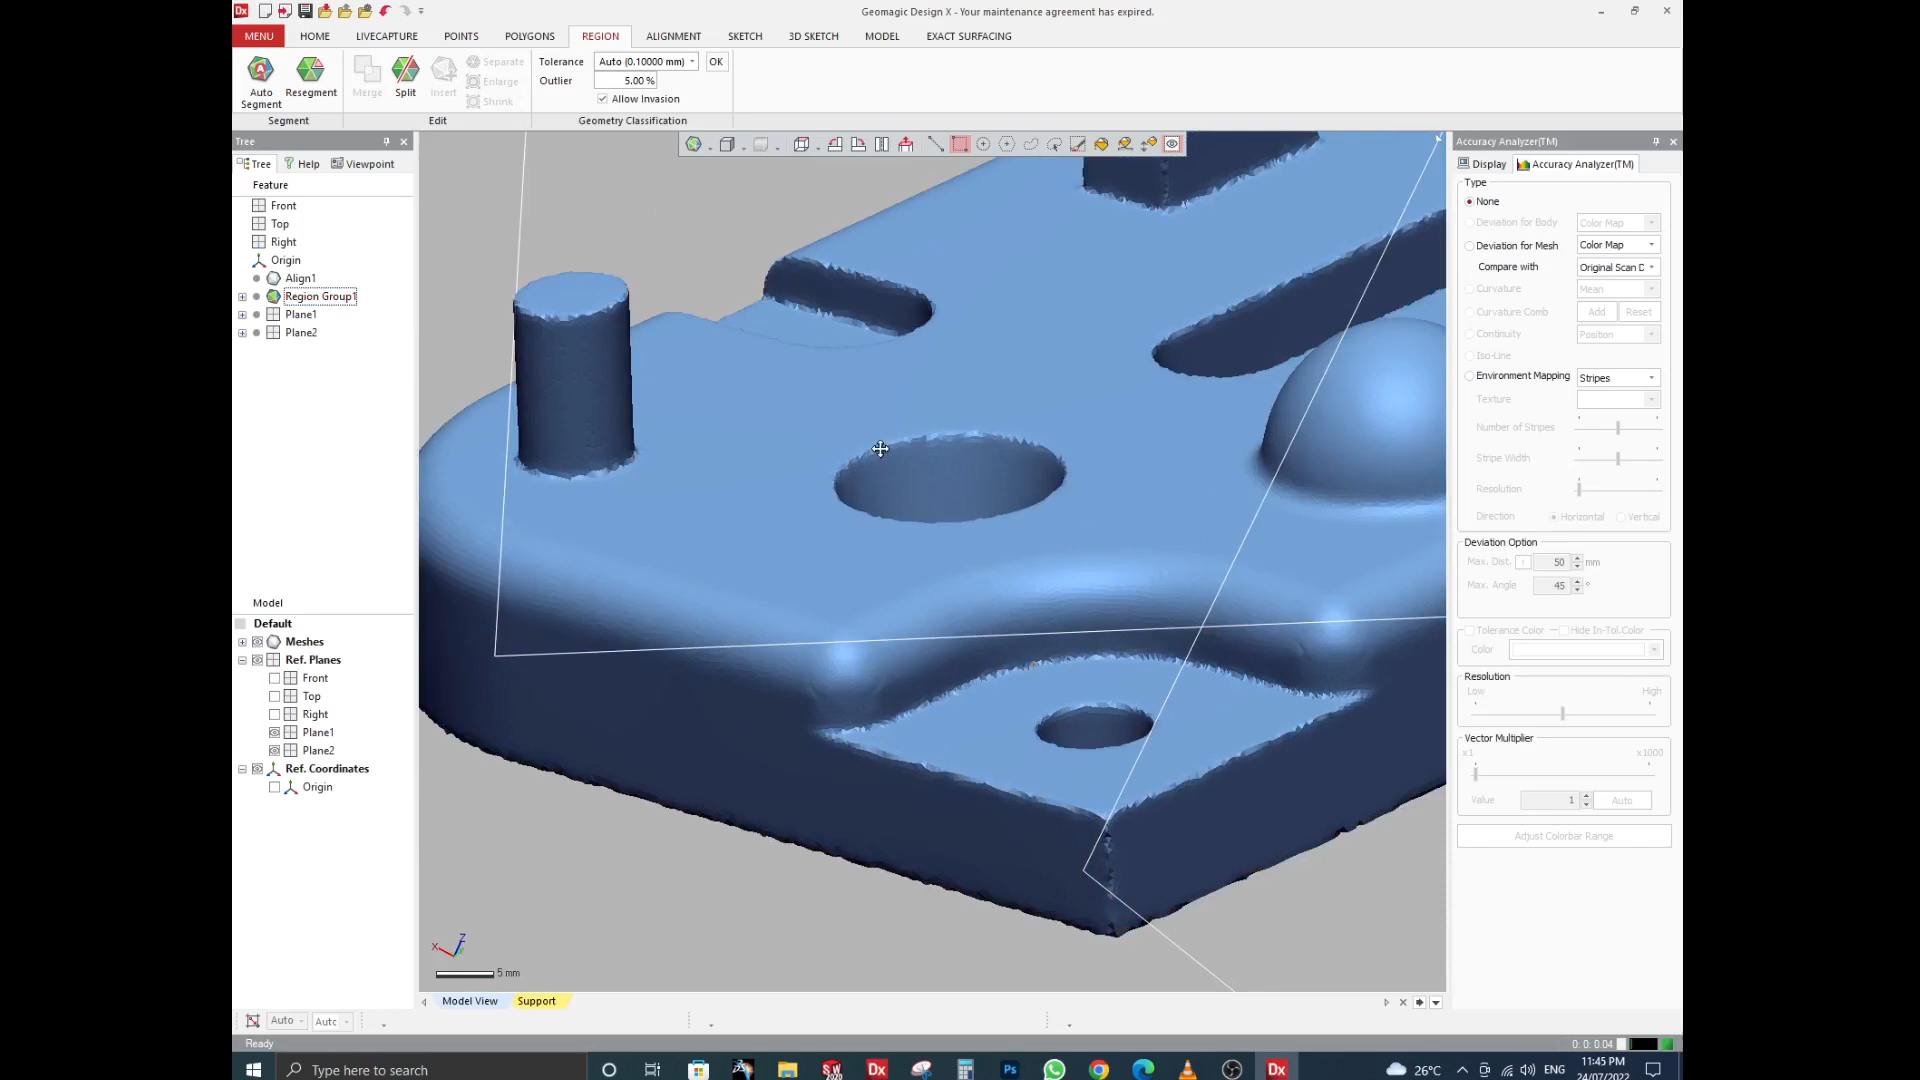 Geomagic Design X - Your maintenance agreement has expired.
MENU HOME LIVECAPTURE POINTS POLYGONS REGION ALIGNMENT SKETCH 3D SKETCH MODEL EXACT SURFACING
Auto Segment
Resegment
Merge
Split
Insert
Separate
Enlarge
Shrink
Tolerance Auto (0.10000 mm) OK
Outlier 5.00 %
Allow Invasion
Segment Edit Geometry Classification
Tree
Tree Help Viewpoint
Feature
Front
Top
Right
Origin
Align1
Region Group1
Plane1
Plane2
Model
Default
Meshes
Ref. Planes
Front
Top
Right
Plane1
Plane2
Ref. Coordinates
Origin
X Z
5 mm
Model View Support
Accuracy Analyzer(TM)
Display Accuracy Analyzer(TM)
Type
None
Deviation for Body Color Map
Deviation for Mesh Color Map
Compare with Original Scan D
Curvature Mean
Curvature Comb Add Reset
Continuity Position
Iso-Line
Environment Mapping Stripes
Texture
Number of Stripes
Stripe Width
Resolution
Direction Horizontal Vertical
Deviation Option
Max. Dist. 50 mm
Max. Angle 45 °
Tolerance Color Hide In-Tol.Color
Color
Resolution
Low High
Vector Multiplier
x1 x1000
Value 1 Auto
Adjust Colorbar Range
Auto Auto
Ready 0: 0: 0.04
Type here to search
26°C ENG 11:45 PM
24/07/2022